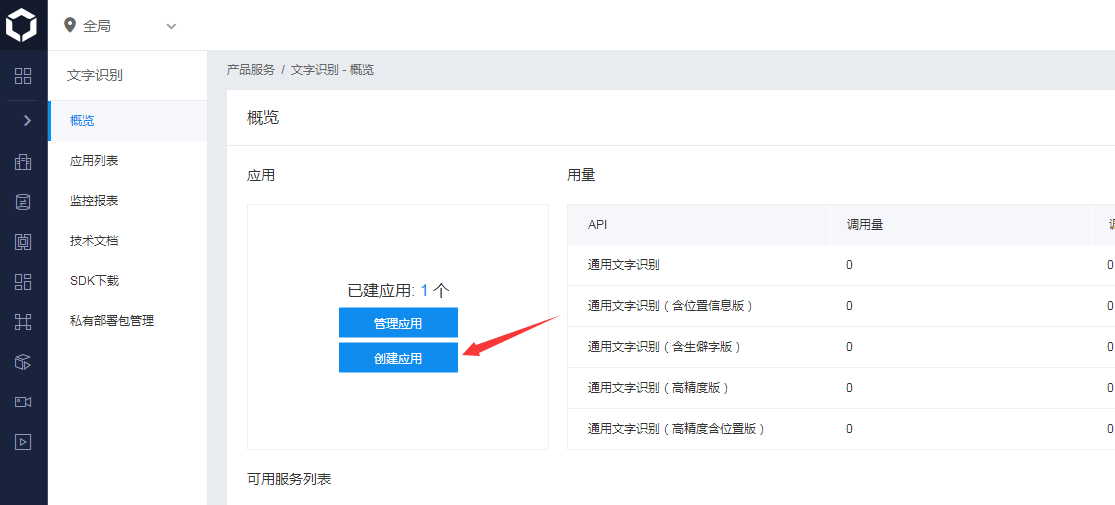 全局
文字识别
概览
应用列表
监控报表
技术文档
SDK下载
私有部署包管理
产品服务 / 文字识别 - 概览
概览
应用
已建应用: 1 个
管理应用
创建应用
用量
API 调用量
通用文字识别 0 0
通用文字识别（含位置信息版） 0 0
通用文字识别（含生僻字版） 0 0
通用文字识别（高精度版） 0 0
通用文字识别（高精度含位置版） 0 0
可用服务列表